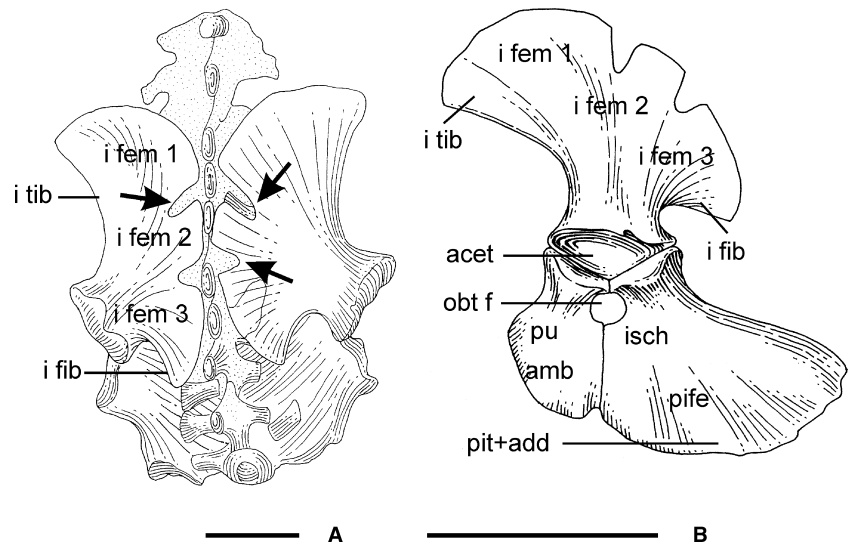 i fem 1
i tib
i fem 2
i fem 3
i fib
A
i fem 1
i fem 2
i tib
i fem 3
i fib
acet
obt f
pu
isch
amb
pife
pit+add
B